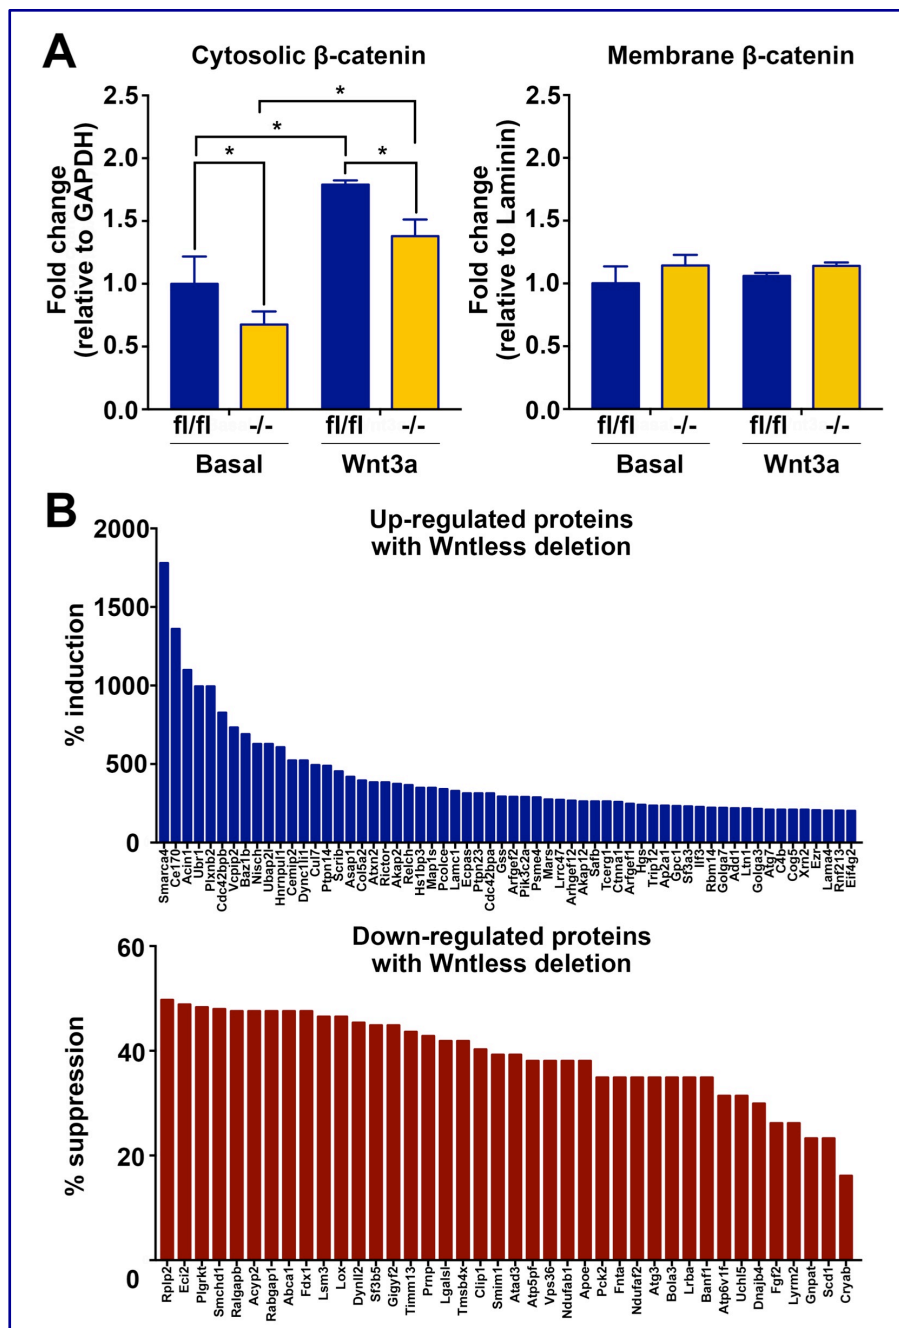 A
Cytosolic β-catenin
Membrane β-catenin
Fold change
(relative to GAPDH)
2.5
2.0
1.5
1.0
0.5
0.0
*
*
*
*
fl/fl -/- fl/fl -/-
Basal Wnt3a
Fold change
(relative to Laminin)
2.5
2.0
1.5
1.0
0.5
0.0
fl/fl -/- fl/fl -/-
Basal Wnt3a
B
Up-regulated proteins
with Wntless deletion
% induction
2000
1500
1000
500
0
Smarca4
Ce170
Acin1
Ubr1
Plxnb2
Cdc42bpb
Vcpip2
Baz1b
Nisch
Ubap2l
Hnrnpul1
Cemip2
Dync1li1
Cul7
Ptpn14
Scrib
Asap1
Col5a2
Atxn2
Rictor
Akap2
Relch
Hs1bp3
Map1s
Pcolce
Lamc1
Ecpas
Ptpn23
Cdc42bpa
Gss
Arfgef2
Pik3c2a
Psme4
Mars
Lrrc47
Arhgef12
Akap12
Safb
Tcerg1
Ctnna1
Arfgef1
Hgs
Trip12
Ap2a1
Gpc1
Sf3a3
Ilf3
Rbm14
Golga7
Add1
Ltn1
Golga3
Atg7
C4b
Cog5
Xrn2
Ezr
Lama4
Rnf213
Eif4g2
Down-regulated proteins
with Wntless deletion
% suppression
60
40
20
0
Rplp2
Eci2
Plgrkt
Smchd1
Ralgapb
Acyp2
Rabgap1
Abca1
Fdx1
Lsm3
Lox
Dynll2
Sf3b5
Gigyf2
Timm13
Prnp
Lgalsl
Tmsb4x
Clip1
Smim1
Atad3
Atp5pf
Vps36
Ndufab1
Apoe
Pck2
Fnta
Ndufaf2
Atg3
Bola3
Lrba
Banf1
Atp6v1f
Uchl5
Dnajb4
Fgf2
Lyrm2
Gnpat
Scd1
Cryab